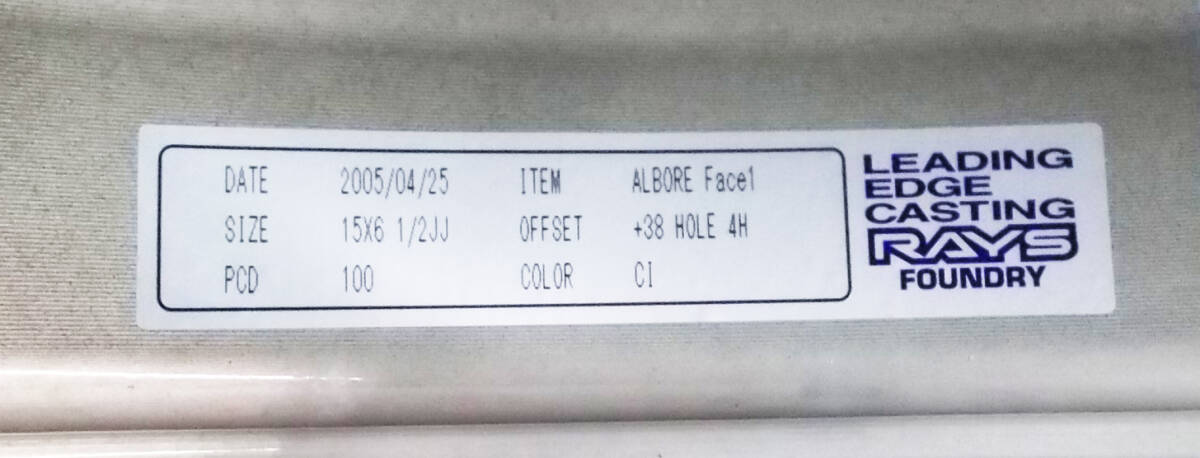 DATE 2005/04/25 ITEM ALBORE Face1
SIZE 15X6 1/2JJ OFFSET +38 HOLE 4H
PCD 100 COLOR CI
LEADING
EDGE
CASTING
RAYS
FOUNDRY